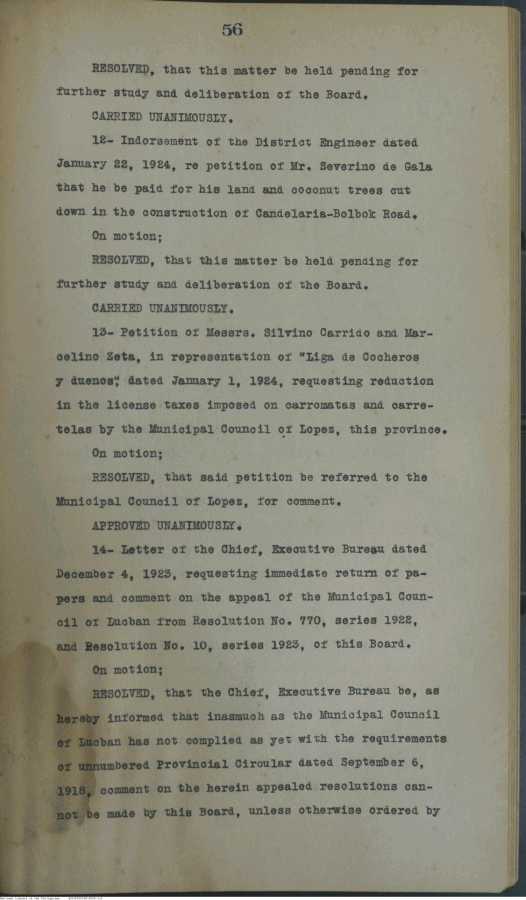 56
RESOLVED, that this matter be held pending for
further study and deliberation of the Board.
CARRIED UNANIMOUSLY.
12- Indorsement of the District Engineer dated
January 22, 1924, re petition of Mr. Severino de Gala
that he be paid for his land and coconut trees cut
down in the construction of Candelaria-Bolbok Road.
On motion;
RESOLVED, that this matter be held pending for
further study and deliberation of the Board.
CARRIED UNANIMOUSLY.
13- Petition of Messrs. Silvino Carrido and Mar-
celino Zeta, in representation of "Liga de Cocheros
y duenos", dated January 1, 1924, requesting reduction
in the license taxes imposed on carromatas and carre-
telas by the Municipal Council of Lopez, this province.
On motion;
RESOLVED, that said petition be referred to the
Municipal Council of Lopez, for comment.
APPROVED UNANIMOUSLY.
14- Letter of the Chief, Executive Bureau dated
December 4, 1923, requesting immediate return of pa-
pers and comment on the appeal of the Municipal Coun-
cil of Lucban from Resolution No. 770, series 1922,
and Resolution No. 10, series 1923, of this Board.
On motion;
RESOLVED, that the Chief, Executive Bureau be, as
hereby informed that inasmuch as the Municipal Council
of Lucban has not complied as yet with the requirements
of unnumbered Provincial Circular dated September 6,
1918, comment on the herein appealed resolutions can-
not be made by this Board, unless otherwise ordered by
National Library of the Philippines